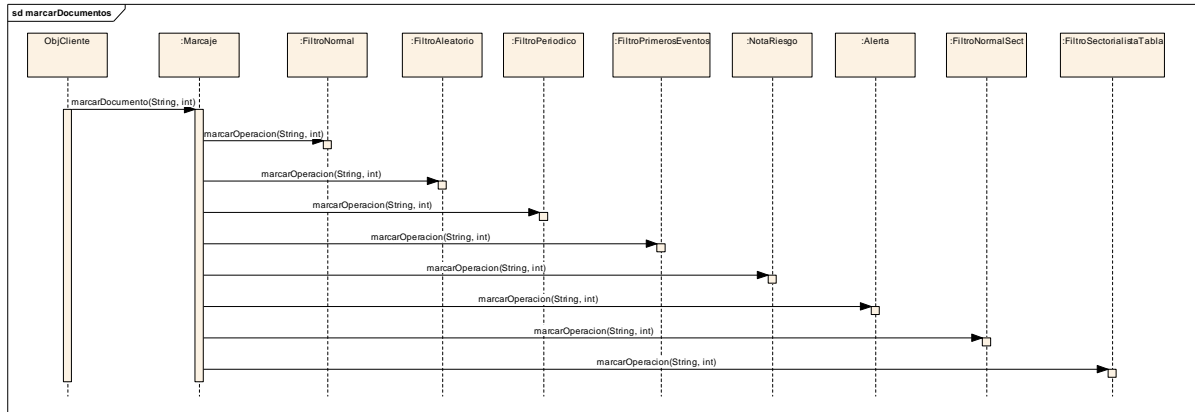 sd marcarDocumentos
ObjCliente
:Marcaje
:FiltroNormal
:FiltroAleatorio
:FiltroPeriodico
:FiltroPrimerosEventos
:NotaRiesgo
:Alerta
:FiltroNormalSect
:FiltroSectorialistaTabla
marcarDocumento(String, int)
marcarOperacion(String, int)
marcarOperacion(String, int)
marcarOperacion(String, int)
marcarOperacion(String, int)
marcarOperacion(String, int)
marcarOperacion(String, int)
marcarOperacion(String, int)
marcarOperacion(String, int)